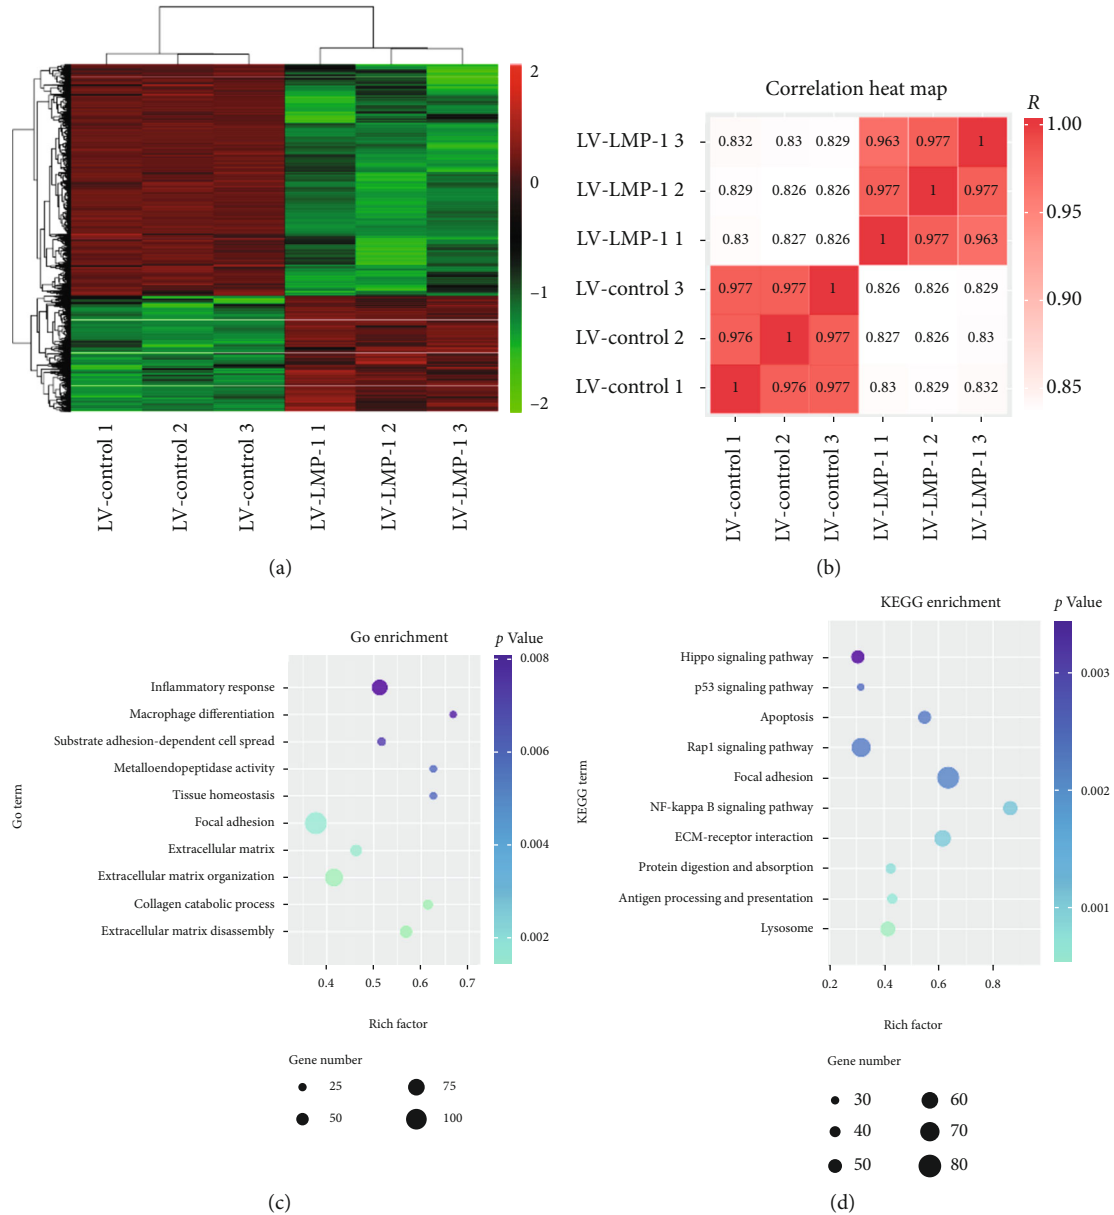 2
0
−1
−2
LV-control 1
LV-control 2
LV-control 3
LV-LMP-1 1
LV-LMP-1 2
LV-LMP-1 3
(a)
Correlation heat map
R
LV-LMP-1 3 0.832 0.83 0.829 0.963 0.977 1
LV-LMP-1 2 0.829 0.826 0.826 0.977 1 0.977
LV-LMP-1 1 0.83 0.827 0.826 1 0.977 0.963
LV-control 3 0.977 0.977 1 0.826 0.826 0.829
LV-control 2 0.976 1 0.977 0.827 0.826 0.83
LV-control 1 1 0.976 0.977 0.83 0.829 0.832
1.00
0.95
0.90
0.85
LV-control 1
LV-control 2
LV-control 3
LV-LMP-1 1
LV-LMP-1 2
LV-LMP-1 3
(b)
Go enrichment
p Value
Go term
Inflammatory response
Macrophage differentiation
Substrate adhesion-dependent cell spread
Metalloendopeptidase activity
Tissue homeostasis
Focal adhesion
Extracellular matrix
Extracellular matrix organization
Collagen catabolic process
Extracellular matrix disassembly
0.008
0.006
0.004
0.002
0.4 0.5 0.6 0.7
Rich factor
Gene number
25 75
50 100
(c)
KEGG enrichment
p Value
KEGG term
Hippo signaling pathway
p53 signaling pathway
Apoptosis
Rap1 signaling pathway
Focal adhesion
NF-kappa B signaling pathway
ECM-receptor interaction
Protein digestion and absorption
Antigen processing and presentation
Lysosome
0.003
0.002
0.001
0.2 0.4 0.6 0.8
Rich factor
Gene number
30 60
40 70
50 80
(d)